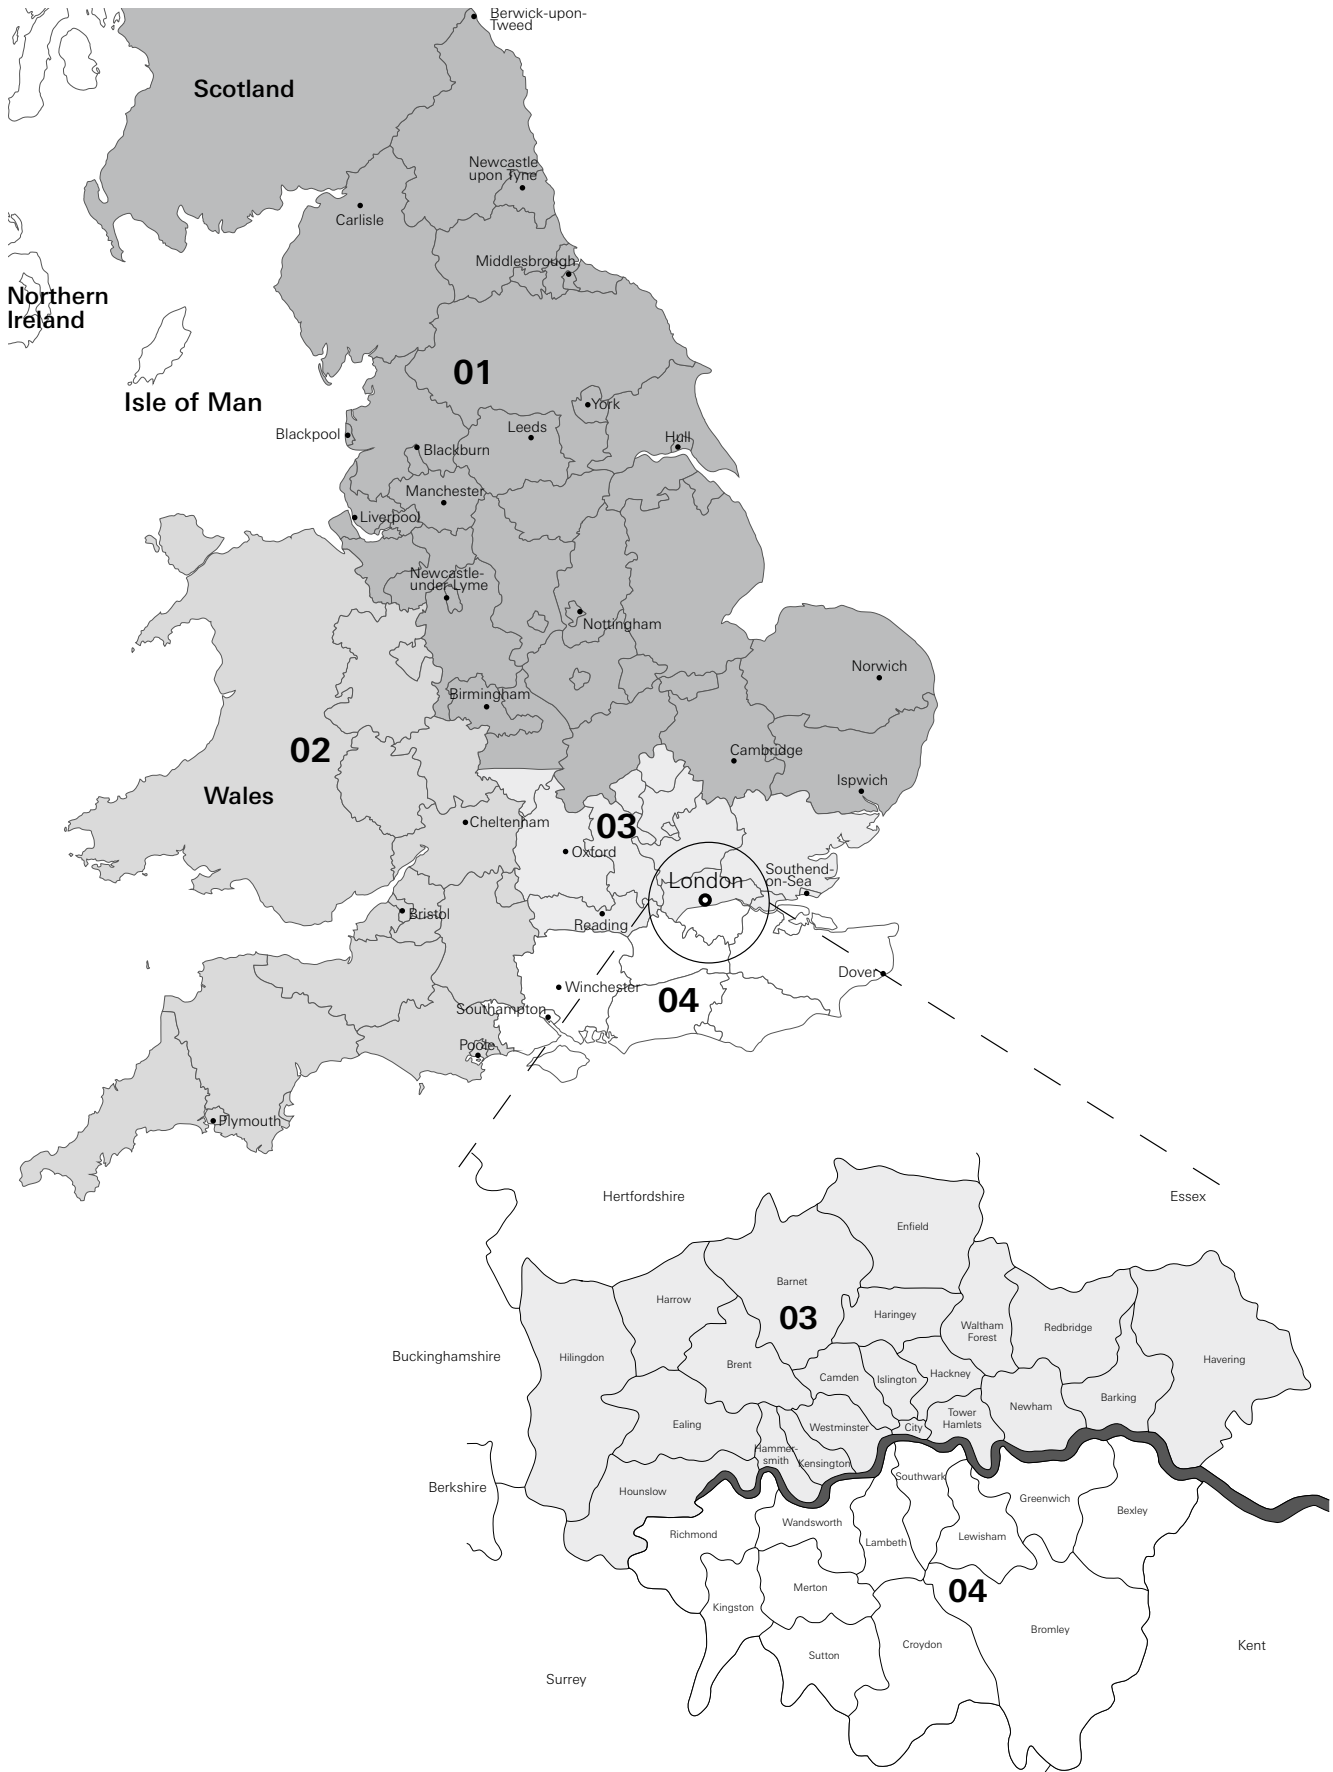 Berwick-upon-
Tweed
Scotland
Newcastle
upon Tyne
Carlisle
Middlesbrough
Northern
Ireland
01
Isle of Man
York
Blackpool
Leeds
Hull
Blackburn
Manchester
Liverpool
Newcastle-
under-Lyme
Nottingham
Norwich
Birmingham
02
Cambridge
Ispwich
Wales
Cheltenham
03
Oxford
Southend-
on-Sea
London
Bristol
Reading
Dover
Winchester
04
Southampton
Poole
Plymouth
Hertfordshire
Essex
Enfield
Barnet
Harrow
03
Haringey
Waltham
Forest
Redbridge
Buckinghamshire
Hilingdon
Brent
Havering
Camden
Islington
Hackney
Barking
Newham
Ealing
Westminster
City
Tower
Hamlets
Hammer-
smith
Kensington
Southwark
Berkshire
Hounslow
Greenwich
Bexley
Richmond
Wandsworth
Lambeth
Lewisham
Merton
04
Kingston
Bromley
Croydon
Kent
Sutton
Surrey